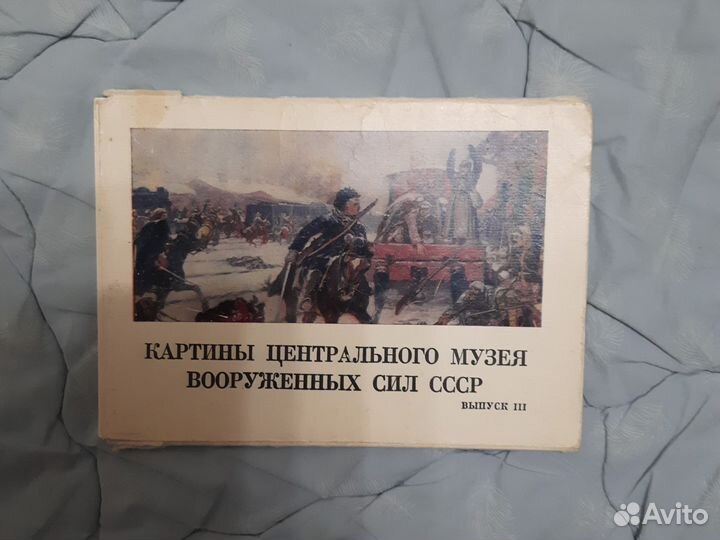 КАРТИНЫ ЦЕНТРАЛЬНОГО МУЗЕЯ
ВООРУЖЕННЫХ СИЛ СССР
ВЫПУСК III
Avito